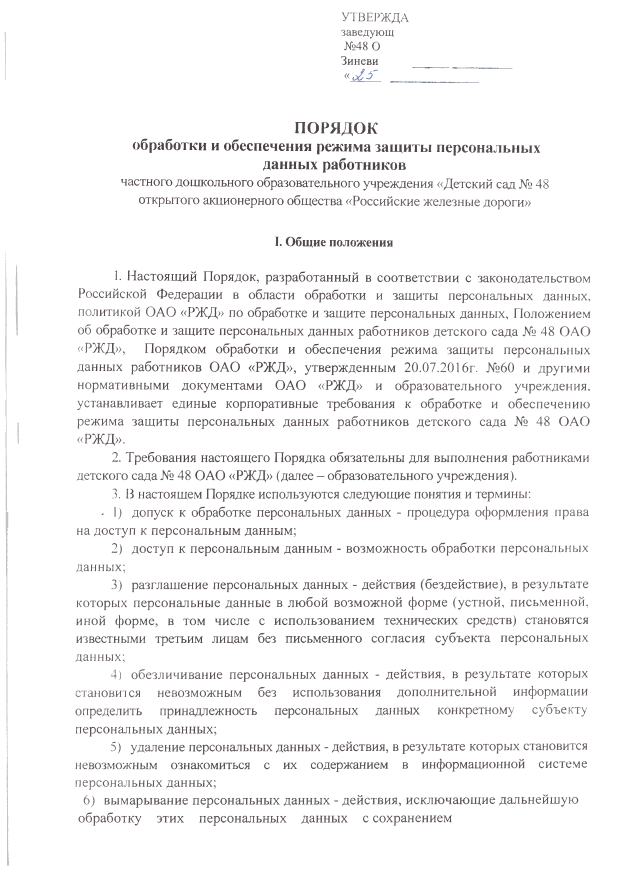 УТВЕРЖДА
заведующ
№48 О
Зиневи
« 25
ПОРЯДОК
обработки и обеспечения режима защиты персональных
данных работников
частного дошкольного образовательного учреждения «Детский сад № 48
открытого акционерного общества «Российские железные дороги»
I. Общие положения
1. Настоящий Порядок, разработанный в соответствии с законодательством
Российской Федерации в области обработки и защиты персональных данных,
политикой ОАО «РЖД» по обработке и защите персональных данных, Положением
об обработке и защите персональных данных работников детского сада № 48 ОАО
«РЖД», Порядком обработки и обеспечения режима защиты персональных
данных работников ОАО «РЖД», утвержденным 20.07.2016г. №60 и другими
нормативными документами ОАО «РЖД» и образовательного учреждения,
устанавливает единые корпоративные требования к обработке и обеспечению
режима защиты персональных данных работников детского сада № 48 ОАО
«РЖД».
2. Требования настоящего Порядка обязательны для выполнения работниками
детского сада № 48 ОАО «РЖД» (далее – образовательного учреждения).
3. В настоящем Порядке используются следующие понятия и термины:
1) допуск к обработке персональных данных - процедура оформления права
на доступ к персональным данным;
2) доступ к персональным данным - возможность обработки персональных
данных;
3) разглашение персональных данных - действия (бездействие), в результате
которых персональные данные в любой возможной форме (устной, письменной,
иной форме, в том числе с использованием технических средств) становятся
известными третьим лицам без письменного согласия субъекта персональных
данных;
4) обезличивание персональных данных - действия, в результате которых
становится невозможным без использования дополнительной информации
определить принадлежность персональных данных конкретному субъекту
персональных данных;
5) удаление персональных данных - действия, в результате которых становится
невозможным ознакомиться с их содержанием в информационной системе
персональных данных;
6) вымарывание персональных данных - действия, исключающие дальнейшую
обработку этих персональных данных с сохранением